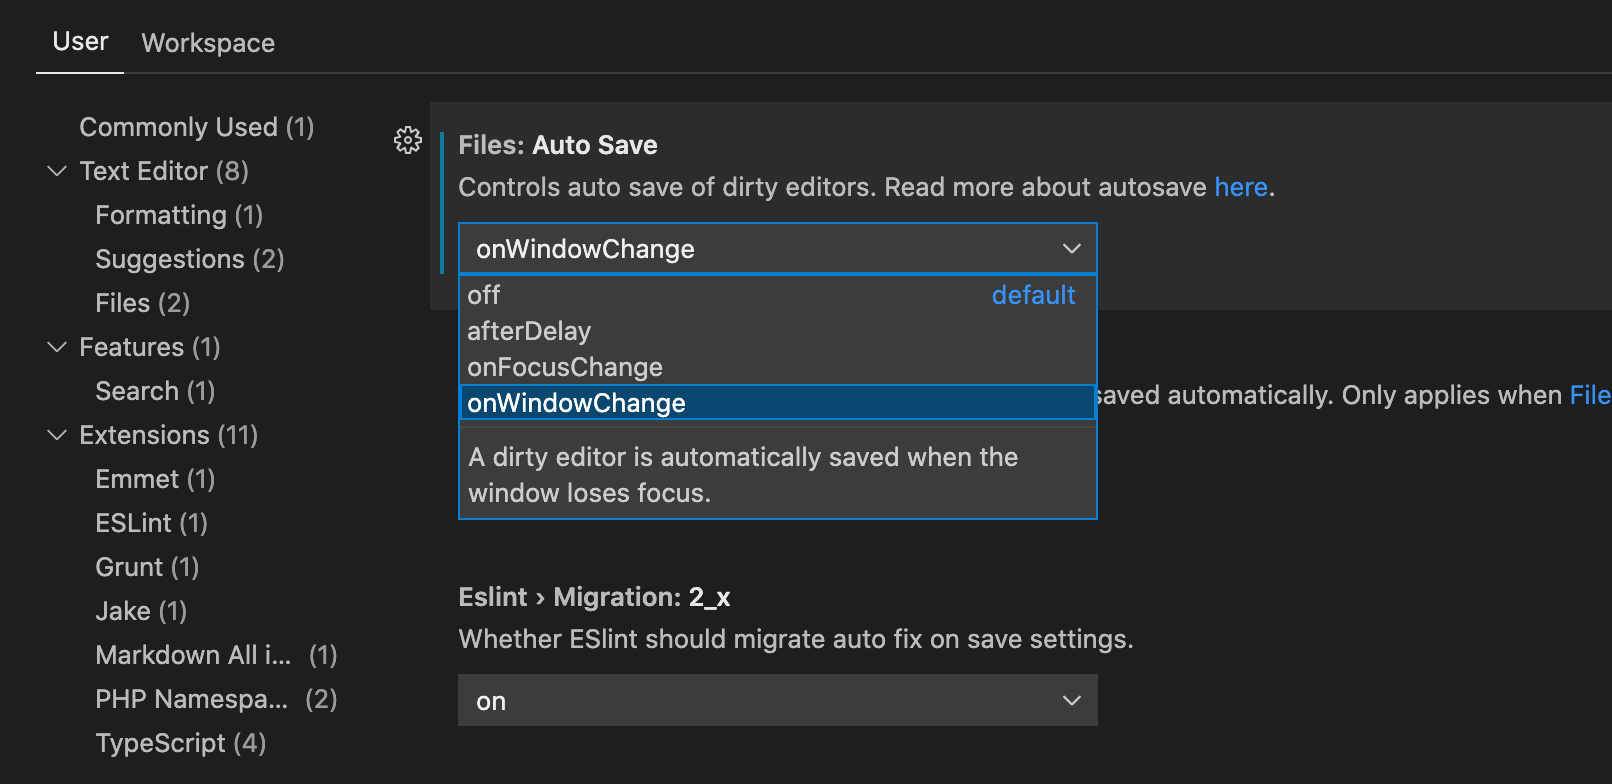 User Workspace
Commonly Used (1)
Text Editor (8)
Formatting (1)
Suggestions (2)
Files (2)
Features (1)
Search (1)
Extensions (11)
Emmet (1)
ESLint (1)
Grunt (1)
Jake (1)
Markdown All i... (1)
PHP Namespa... (2)
TypeScript (4)
Files: Auto Save
Controls auto save of dirty editors. Read more about autosave here.
onWindowChange
off default
afterDelay
onFocusChange
onWindowChange
saved automatically. Only applies when File
A dirty editor is automatically saved when the
window loses focus.
Eslint › Migration: 2_x
Whether ESlint should migrate auto fix on save settings.
on